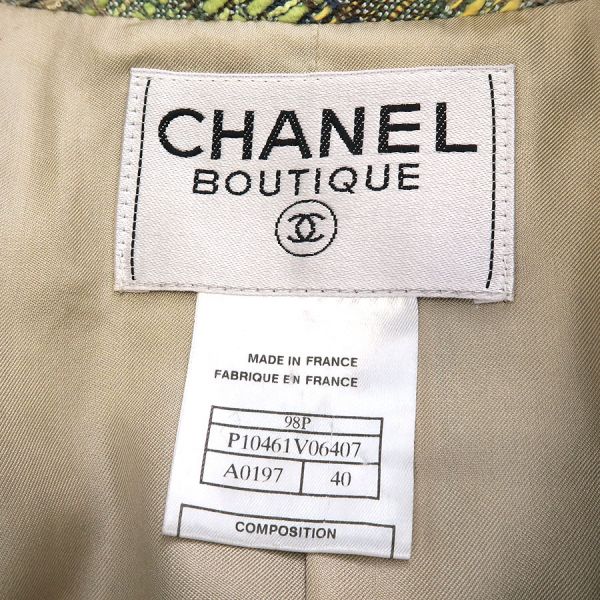 CHANEL
BOUTIQUE
MADE IN FRANCE
FABRIQUE EN FRANCE
98P
P10461V06407
A0197 40
COMPOSITION